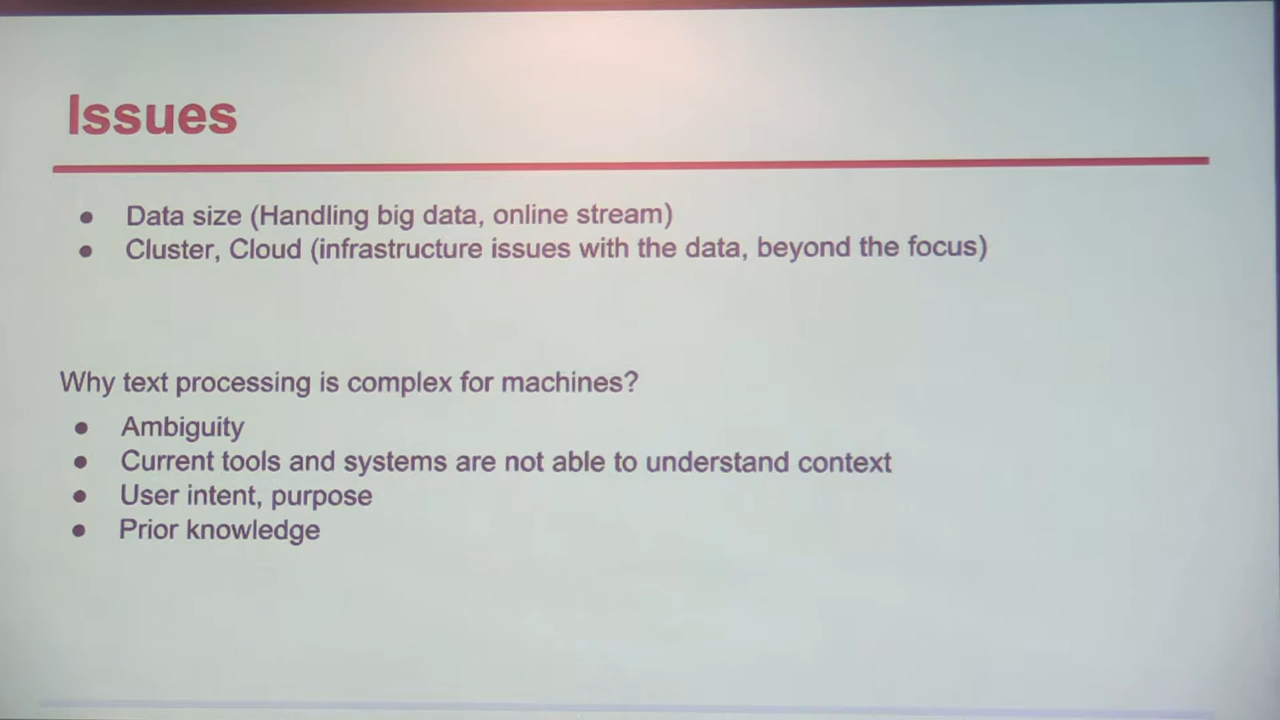 Issues
● Data size (Handling big data, online stream)
● Cluster, Cloud (infrastructure issues with the data, beyond the focus)
Why text processing is complex for machines?
● Ambiguity
● Current tools and systems are not able to understand context
● User intent, purpose
● Prior knowledge